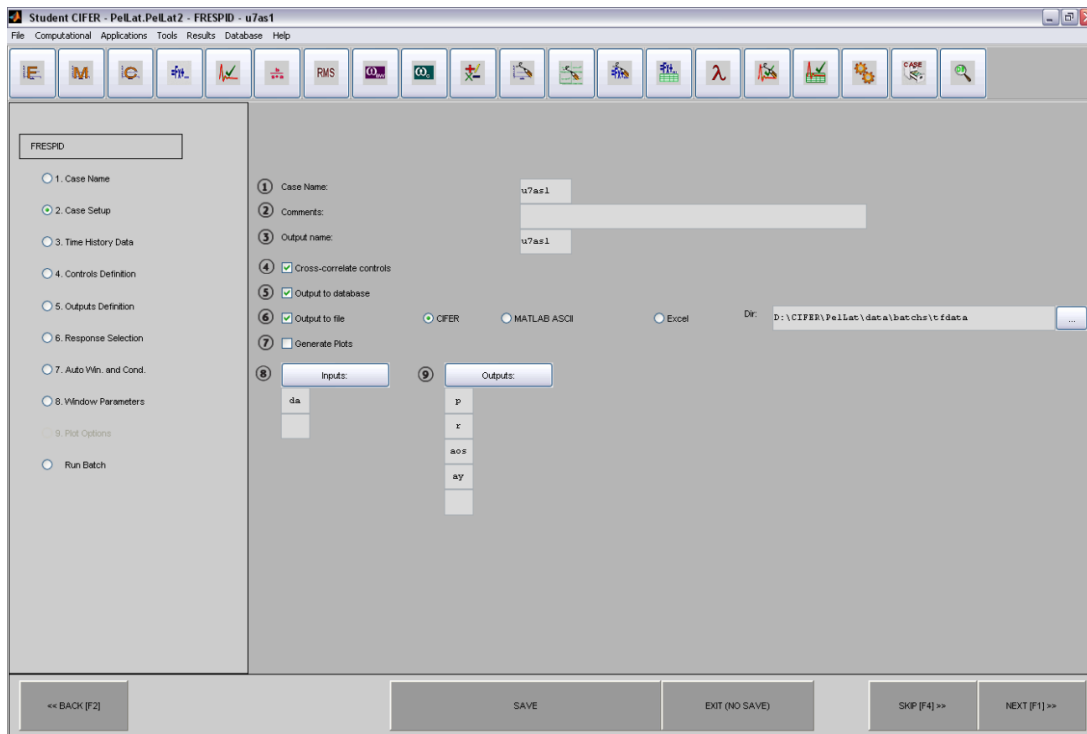 Student CIFER - PelLat.PelLat2 - FRESPID - u7as1
File Computational Applications Tools Results Database Help
RMS
λ
CASE
FRESPID
1. Case Name
2. Case Setup
3. Time History Data
4. Controls Definition
5. Outputs Definition
6. Response Selection
7. Auto Win. and Cond.
8. Window Parameters
9. Plot Options
Run Batch
1 Case Name: u7as1
2 Comments:
3 Output name: u7as1
4 Cross-correlate controls
5 Output to database
6 Output to file CIFER MATLAB ASCII Excel Dir: D:\CIFER\PelLat\data\batchs\tfdata ...
7 Generate Plots
8 Inputs: 9 Outputs:
da p
r
aos
ay
<< BACK [F2] SAVE EXIT (NO SAVE) SKIP [F4] >> NEXT [F1] >>